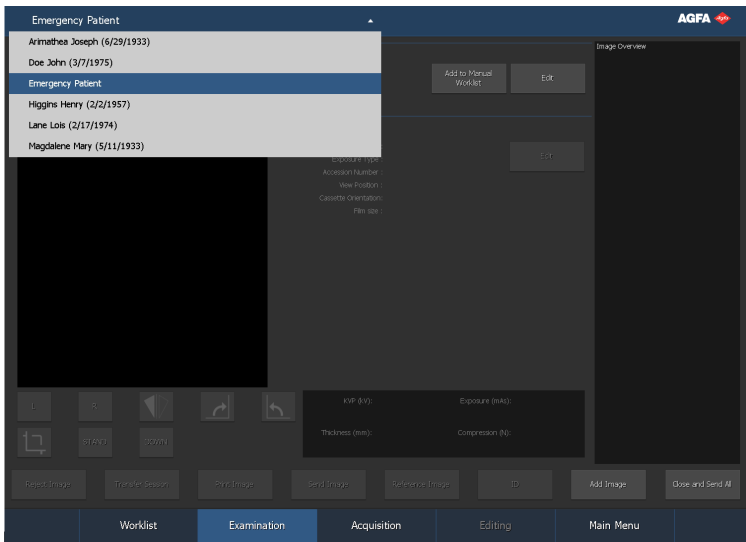 Emergency Patient
AGFA
Agfa
Arimathea Joseph (6/29/1933)
Doe John (3/7/1975)
Emergency Patient
Higgins Henry (2/2/1957)
Lane Lois (2/17/1974)
Magdalene Mary (5/11/1933)
Add to Manual
Worklist
Edit
Image Overview
Exposure Type :
Edit
Accession Number :
View Position :
Cassette Orientation:
Film size :
L
R
STAND
DOWN
KVP (kV):
Exposure (mAs):
Thickness (mm):
Compression (N):
Reject Image
Transfer Session
Print Image
Send Image
Reference Image
ID
Add Image
Close and Send All
Worklist
Examination
Acquisition
Editing
Main Menu